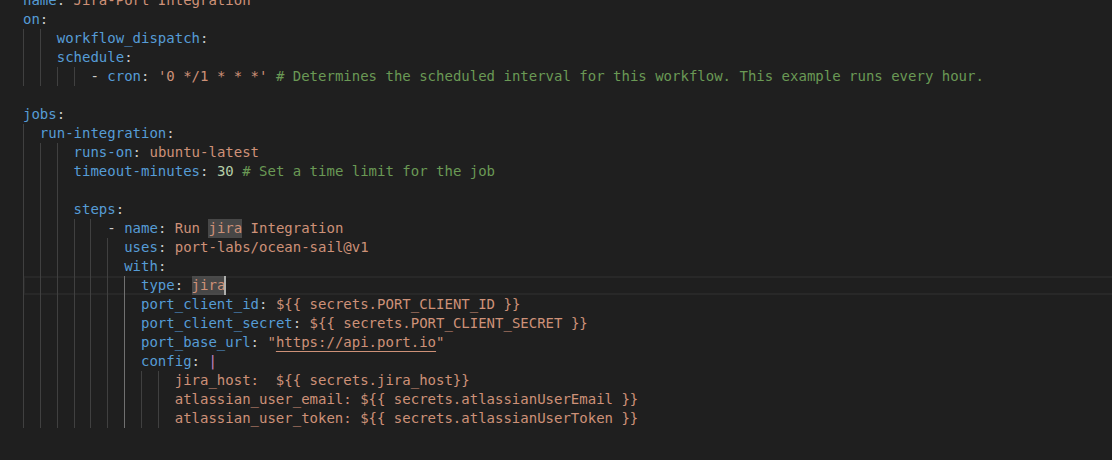 name: Jira-Port Integration
on:
workflow_dispatch:
schedule:
- cron: '0 */1 * * *' # Determines the scheduled interval for this workflow. This example runs every hour.
jobs:
run-integration:
runs-on: ubuntu-latest
timeout-minutes: 30 # Set a time limit for the job
steps:
- name: Run jira Integration
uses: port-labs/ocean-sail@v1
with:
type: jira
port_client_id: ${{ secrets.PORT_CLIENT_ID }}
port_client_secret: ${{ secrets.PORT_CLIENT_SECRET }}
port_base_url: "https://api.port.io"
config: |
jira_host:  ${{ secrets.jira_host}}
atlassian_user_email: ${{ secrets.atlassianUserEmail }}
atlassian_user_token: ${{ secrets.atlassianUserToken }}